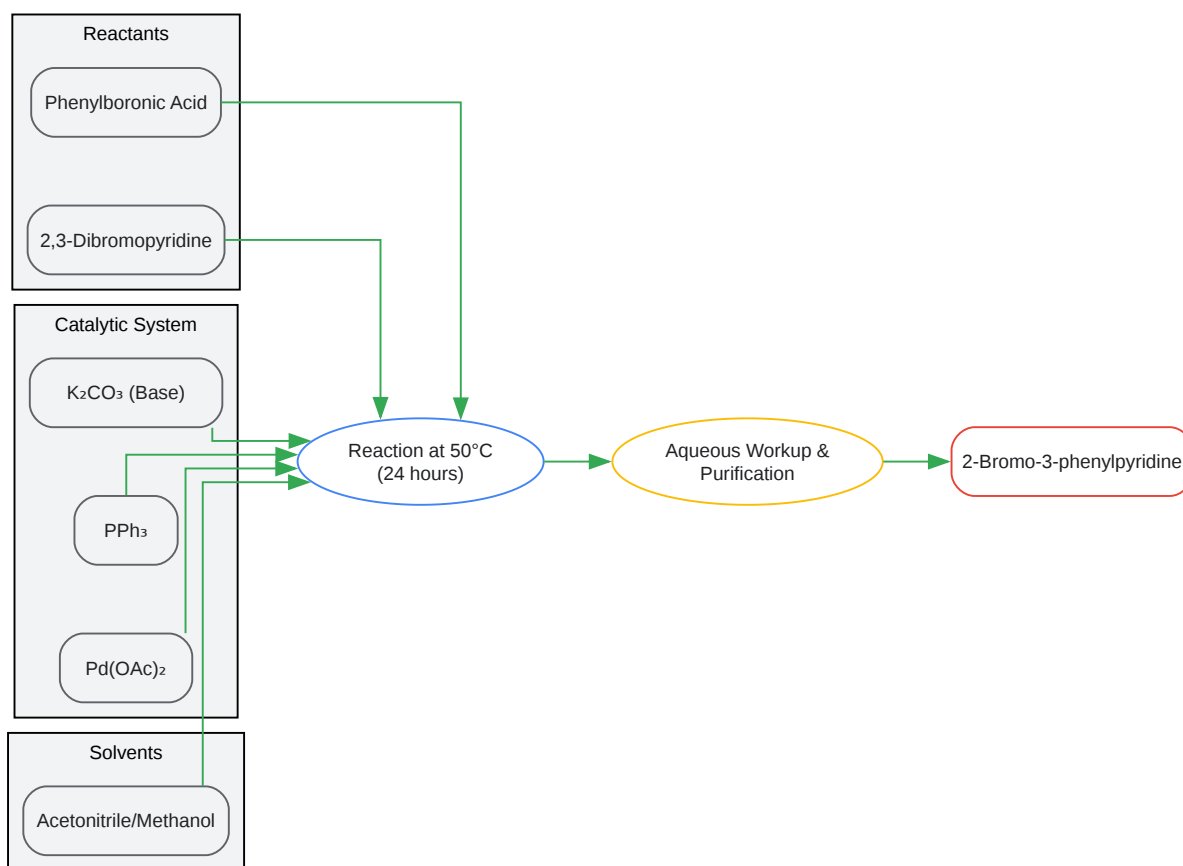 Reactants
Phenylboronic Acid
2,3-Dibromopyridine
Catalytic System
K₂CO₃ (Base)
PPh₃
Pd(OAc)₂
Solvents
Acetonitrile/Methanol
Reaction at 50°C
(24 hours)
Aqueous Workup &
Purification
2-Bromo-3-phenylpyridine